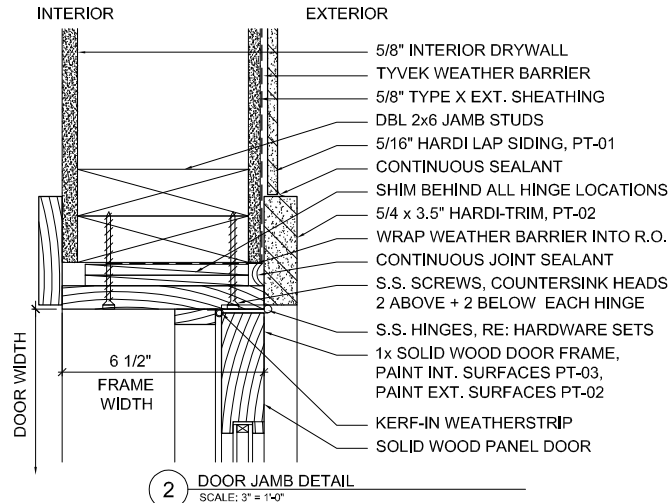 INTERIOR
EXTERIOR
5/8" INTERIOR DRYWALL
TYVEK WEATHER BARRIER
5/8" TYPE X EXT. SHEATHING
DBL 2x6 JAMB STUDS
5/16" HARDI LAP SIDING, PT-01
CONTINUOUS SEALANT
SHIM BEHIND ALL HINGE LOCATIONS
5/4 x 3.5" HARDI-TRIM, PT-02
WRAP WEATHER BARRIER INTO R.O.
CONTINUOUS JOINT SEALANT
S.S. SCREWS, COUNTERSINK HEADS
2 ABOVE + 2 BELOW EACH HINGE
S.S. HINGES, RE: HARDWARE SETS
1x SOLID WOOD DOOR FRAME,
PAINT INT. SURFACES PT-03,
PAINT EXT. SURFACES PT-02
KERF-IN WEATHERSTRIP
SOLID WOOD PANEL DOOR
DOOR WIDTH
6 1/2"
FRAME
WIDTH
2
DOOR JAMB DETAIL
SCALE: 3" = 1'-0"